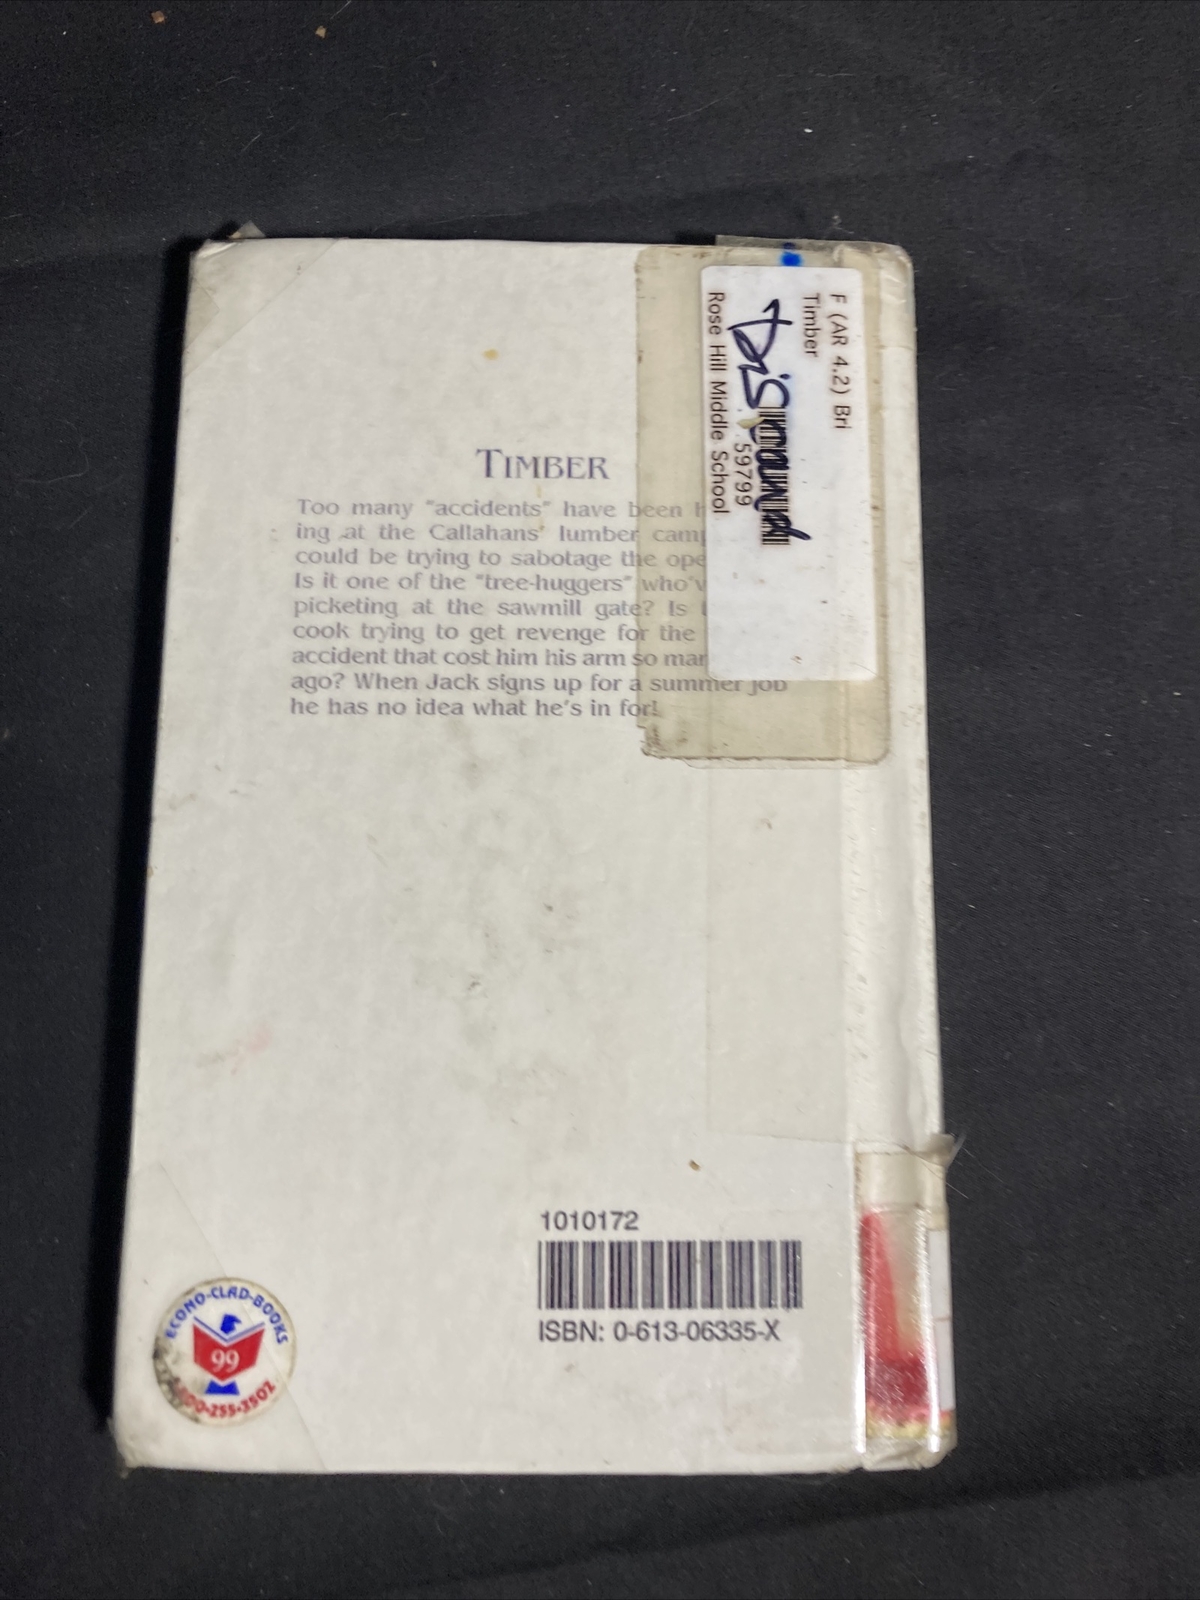 F (AR 4.2) Bri
Timber
59799
Rose Hill Middle School
TIMBER
Too many "accidents" have been
ing at the Callahans' lumber
could be trying to sabotage the
Is it one of the "tree-huggers"
picketing at the sawmill gate? Is
cook trying to get revenge for the
accident that cost him his arm so
ago? When Jack signs up for a summer job
he has no idea what he's in for!
1010172
ISBN: 0-613-06335-X
ECONO-CLAD-BOOKS
99